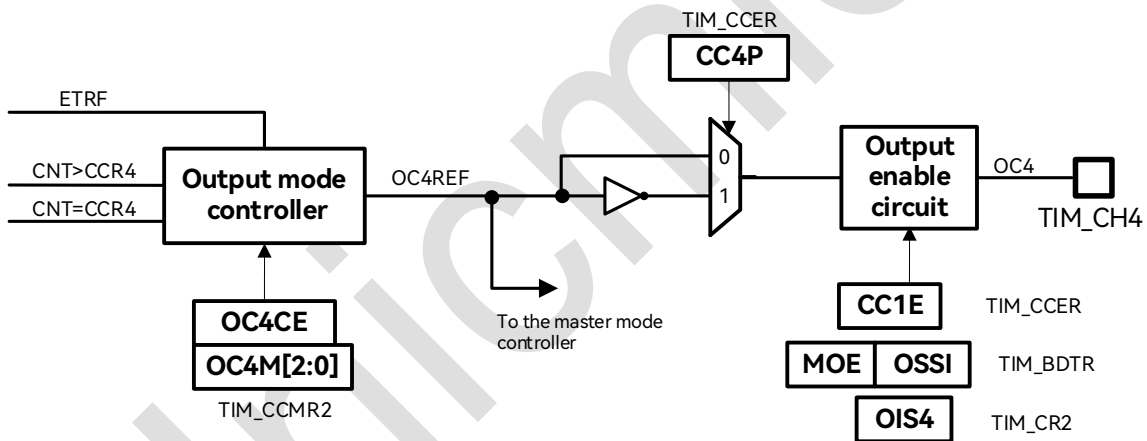 TIM_CCER
CC4P
ETRF
CNT>CCR4
CNT=CCR4
Output mode
controller
OC4REF
0
1
Output
enable
circuit
OC4
TIM_CH4
To the master mode
controller
OC4CE
OC4M[2:0]
TIM_CCMR2
CC1E
TIM_CCER
MOE
OSSI
TIM_BDTR
OIS4
TIM_CR2